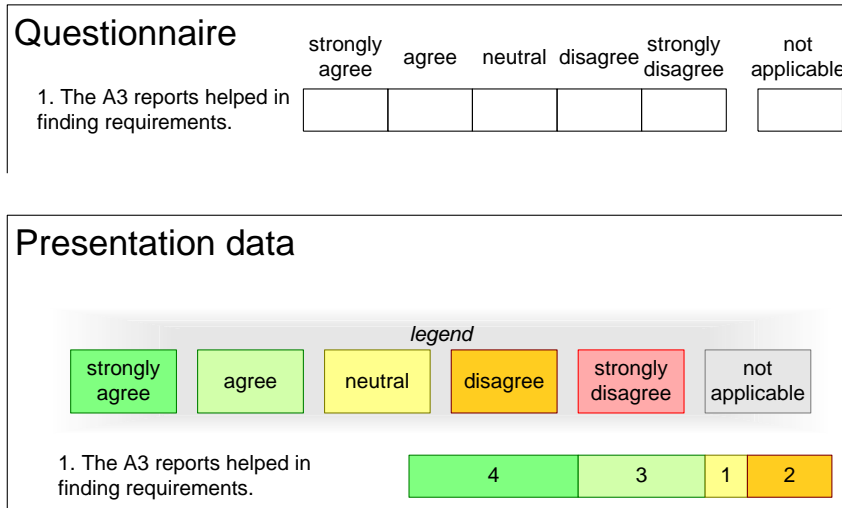 Questionnaire
strongly agree
agree
neutral
disagree
strongly disagree
not applicable
1. The A3 reports helped in
finding requirements.
Presentation data
legend
strongly agree
agree
neutral
disagree
strongly disagree
not applicable
1. The A3 reports helped in
finding requirements.
4 3 1 2